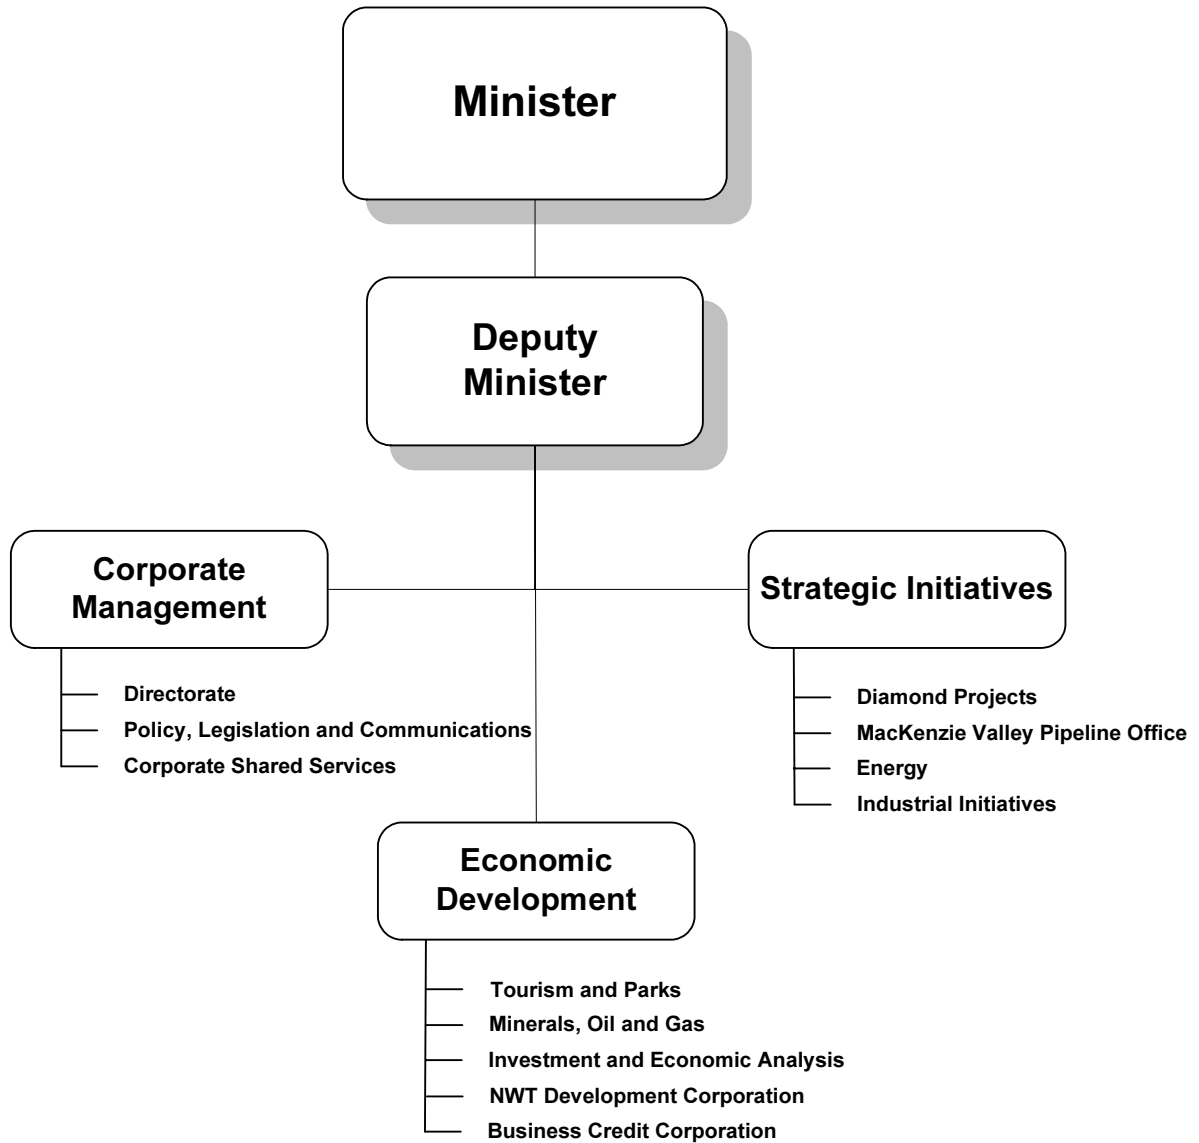 Minister
Deputy
Minister
Corporate
Management
Directorate
Policy, Legislation and Communications
Corporate Shared Services
Strategic Initiatives
Diamond Projects
MacKenzie Valley Pipeline Office
Energy
Industrial Initiatives
Economic
Development
Tourism and Parks
Minerals, Oil and Gas
Investment and Economic Analysis
NWT Development Corporation
Business Credit Corporation